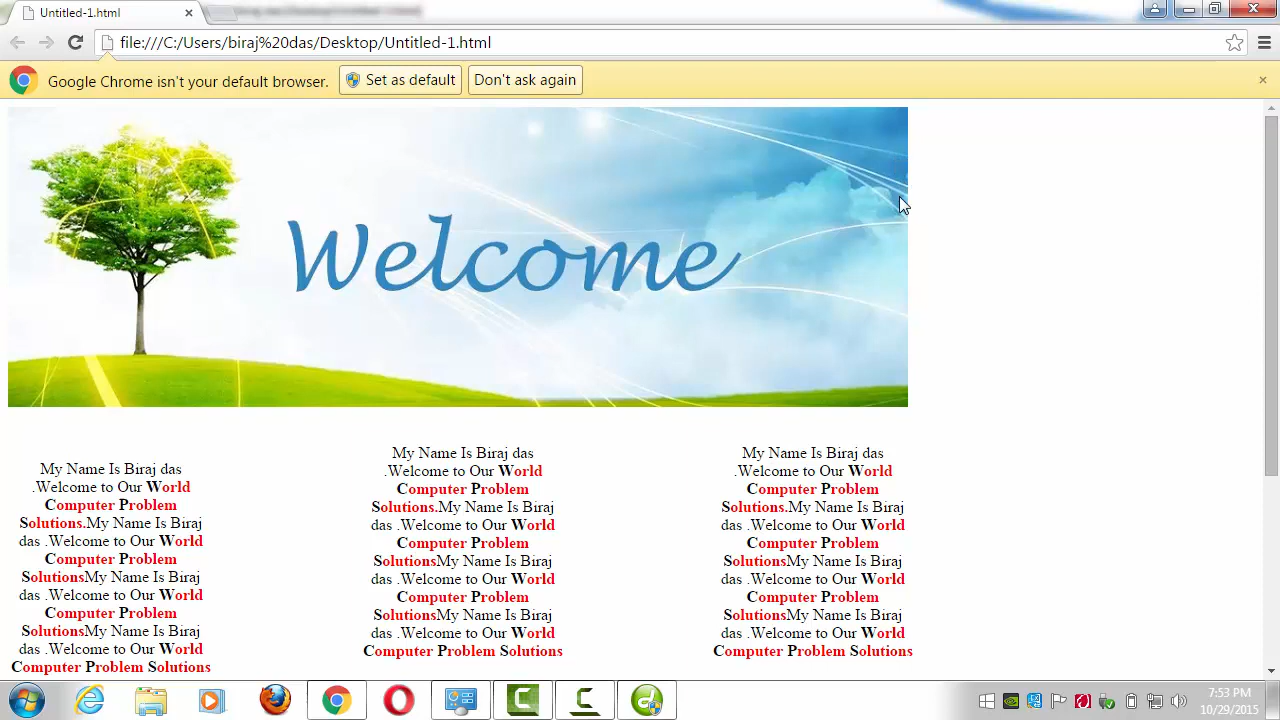 Untitled-1.html
file:///C:/Users/biraj%20das/Desktop/Untitled-1.html
Google Chrome isn't your default browser. Set as default Don't ask again
Welcome
My Name Is Biraj das
.Welcome to Our World
Computer Problem
Solutions.My Name Is Biraj
das .Welcome to Our World
Computer Problem
SolutionsMy Name Is Biraj
das .Welcome to Our World
Computer Problem
SolutionsMy Name Is Biraj
das .Welcome to Our World
Computer Problem Solutions
My Name Is Biraj das
.Welcome to Our World
Computer Problem
Solutions.My Name Is Biraj
das .Welcome to Our World
Computer Problem
SolutionsMy Name Is Biraj
das .Welcome to Our World
Computer Problem
SolutionsMy Name Is Biraj
das .Welcome to Our World
Computer Problem Solutions
My Name Is Biraj das
.Welcome to Our World
Computer Problem
Solutions.My Name Is Biraj
das .Welcome to Our World
Computer Problem
SolutionsMy Name Is Biraj
das .Welcome to Our World
Computer Problem
SolutionsMy Name Is Biraj
das .Welcome to Our World
Computer Problem Solutions
7:53 PM
10/29/2015